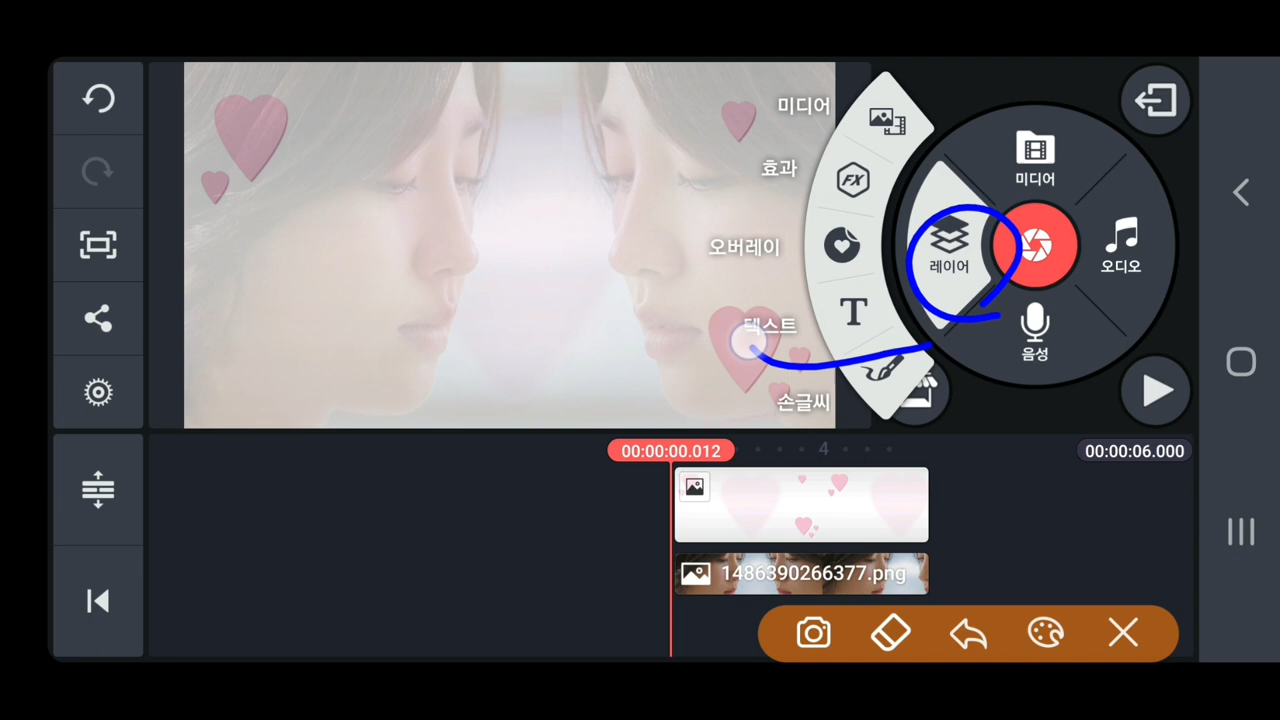 미디어
효과
오버레이
텍스트
손글씨
FX
T
미디어
레이어
오디오
음성
00:00:00.012
4
00:00:06.000
1486390266377.png